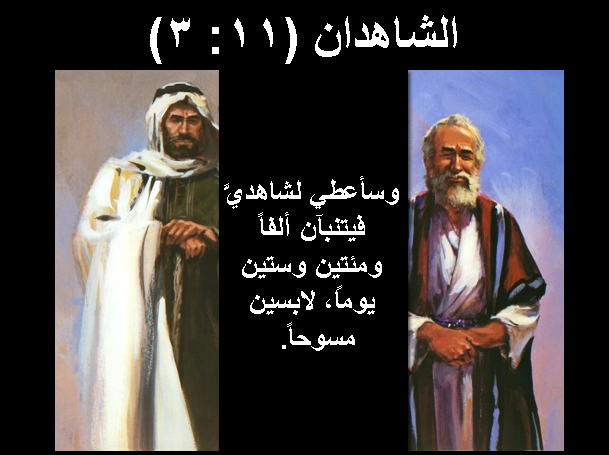 الشاهدان (١١: ٣)
وسأعطي لشاهديَّ
فيتنبآن ألفاً
ومئتين وستين
يوماً، لابسين
مسوحاً.